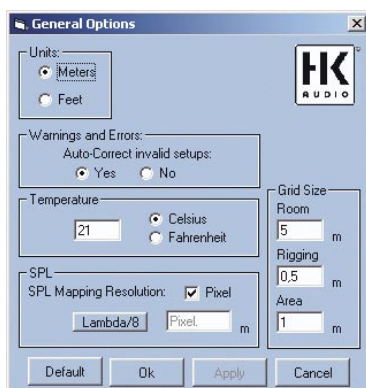 General Options
Units:
Meters
Feet
HK
AUDIO
®
Warnings and Errors:
Auto-Correct invalid setups:
Yes No
Temperature
21
Celsius
Fahrenheit
Grid Size
Room
5 m
Rigging
0,5 m
Area
1 m
SPL
SPL Mapping Resolution: Pixel
Lambda/8 Pixel. m
Default Ok Apply Cancel